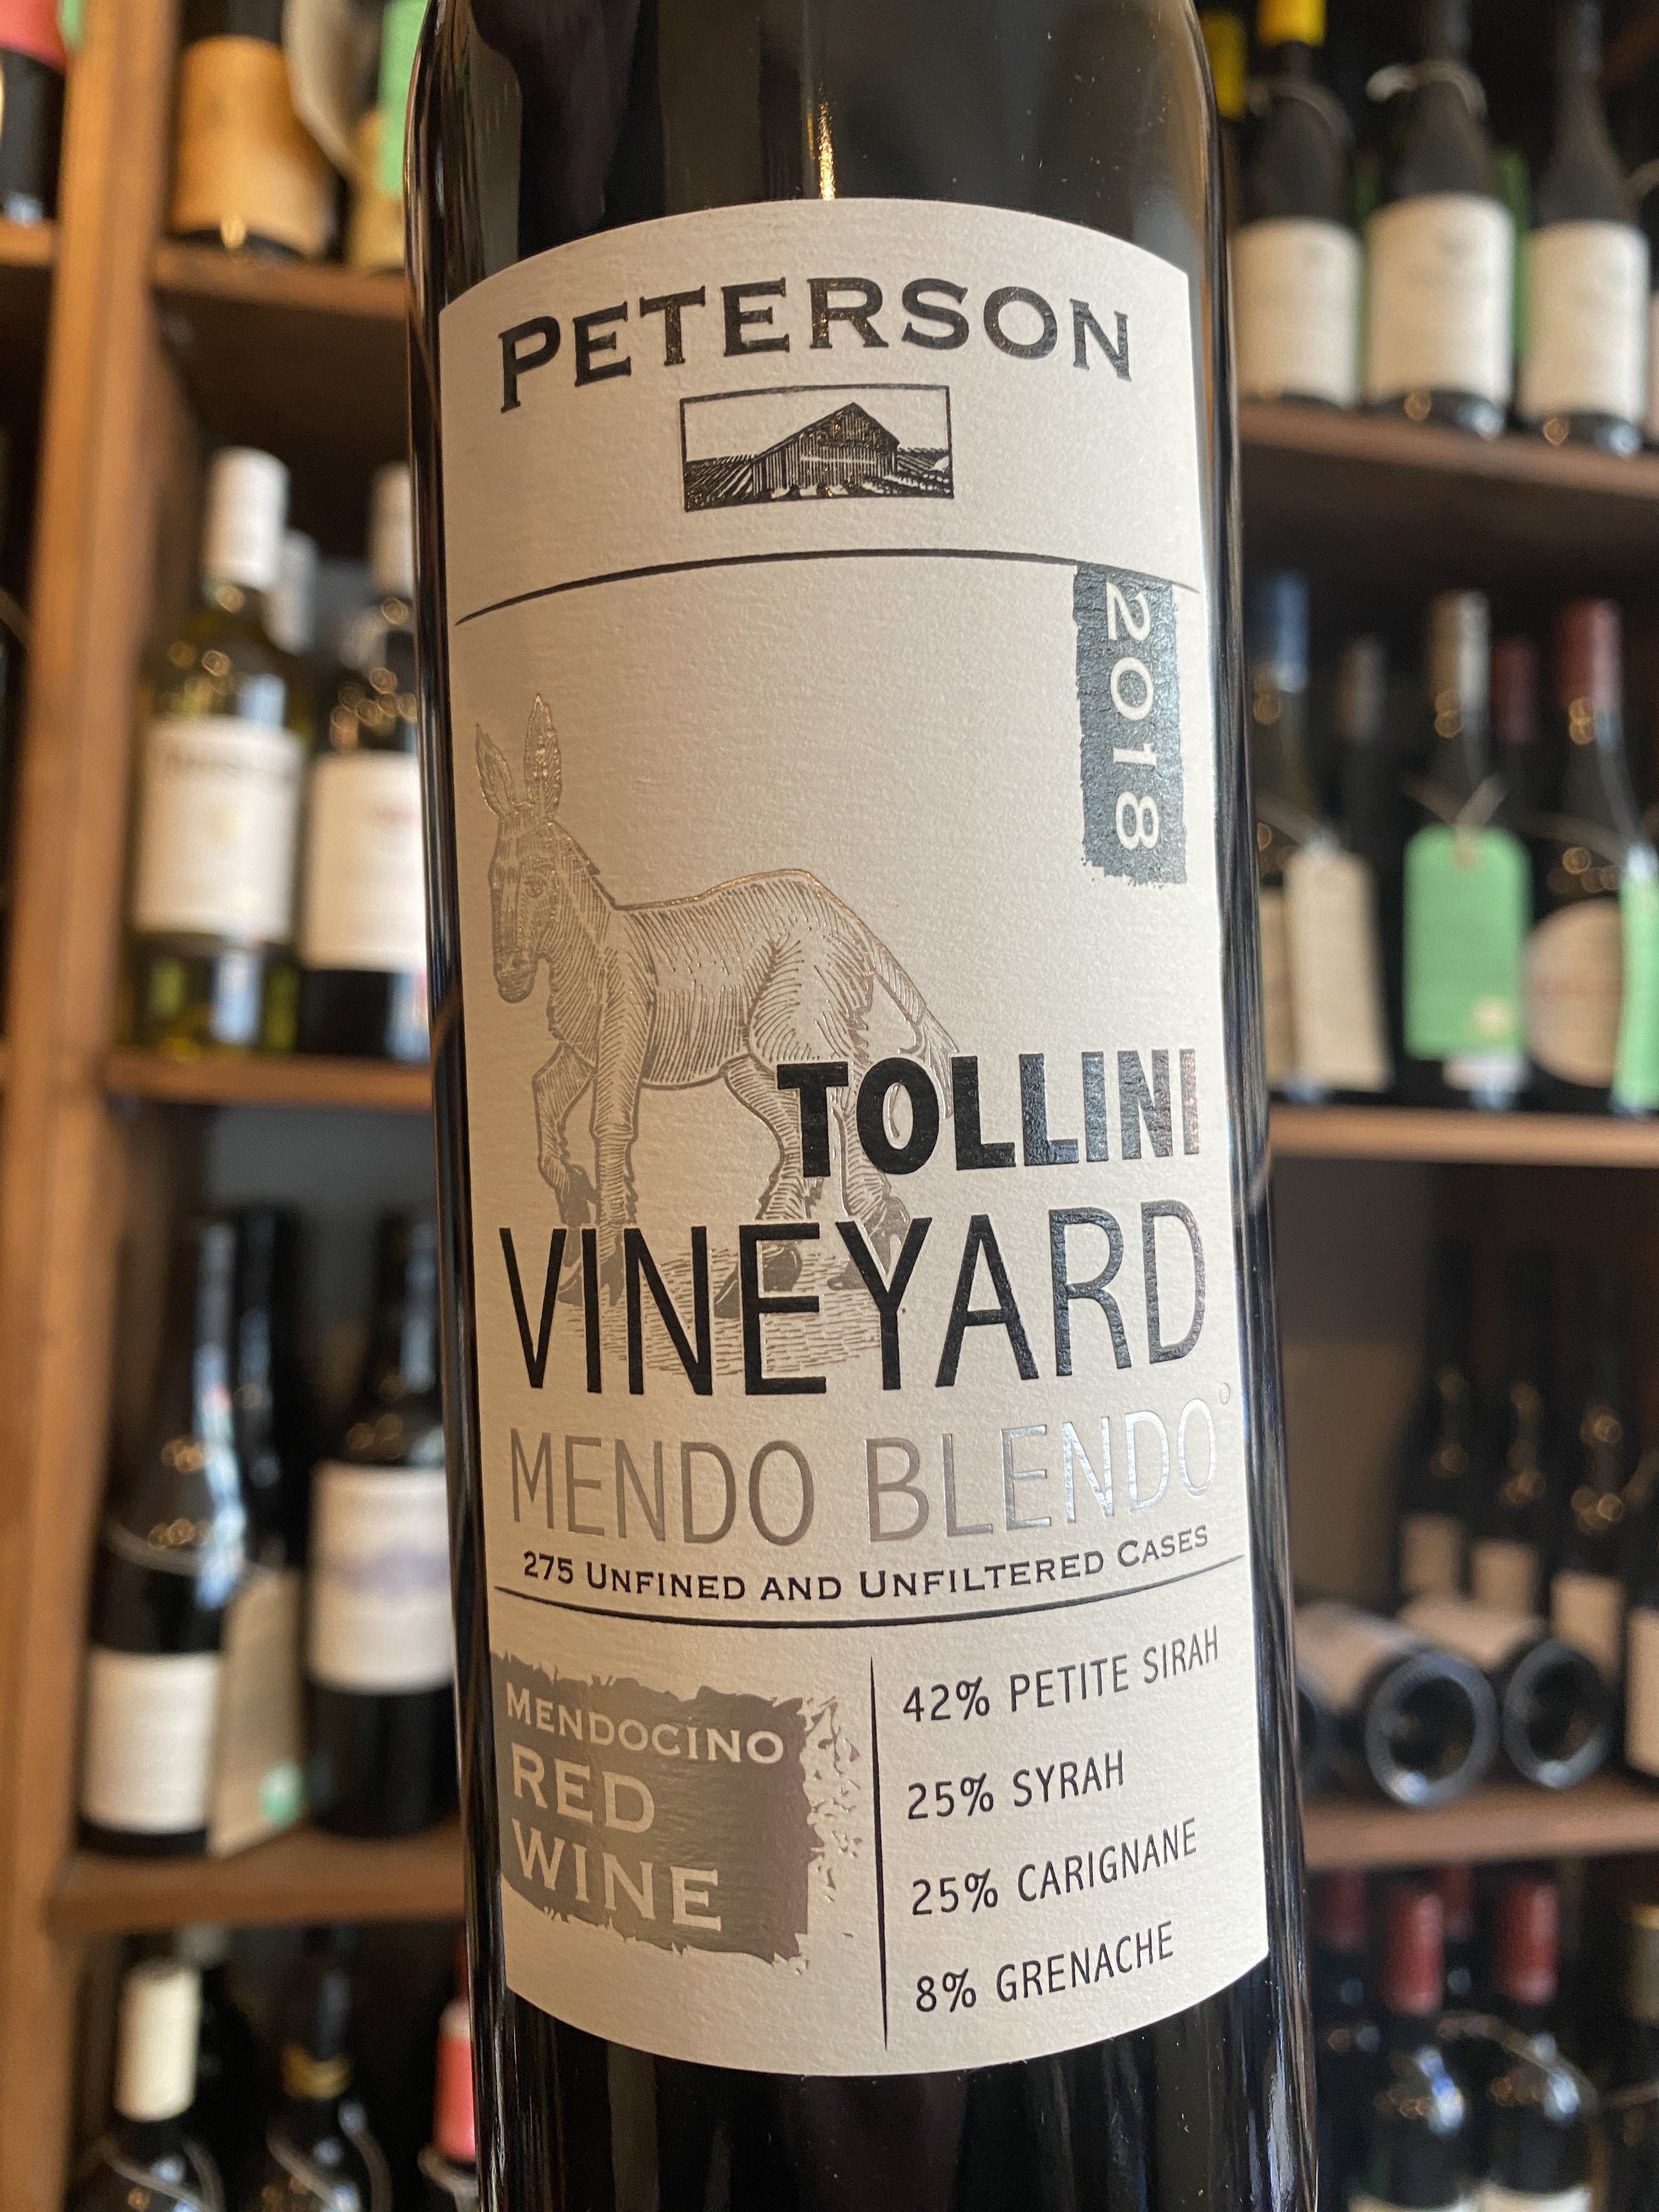 PETERSON
2018
TOLLINI
VINEYARD
MENDO BLENDO®
275 UNFINED AND UNFILTERED CASES
MENDOCINO
RED
WINE
42% PETITE SIRAH
25% SYRAH
25% CARIGNANE
8% GRENACHE